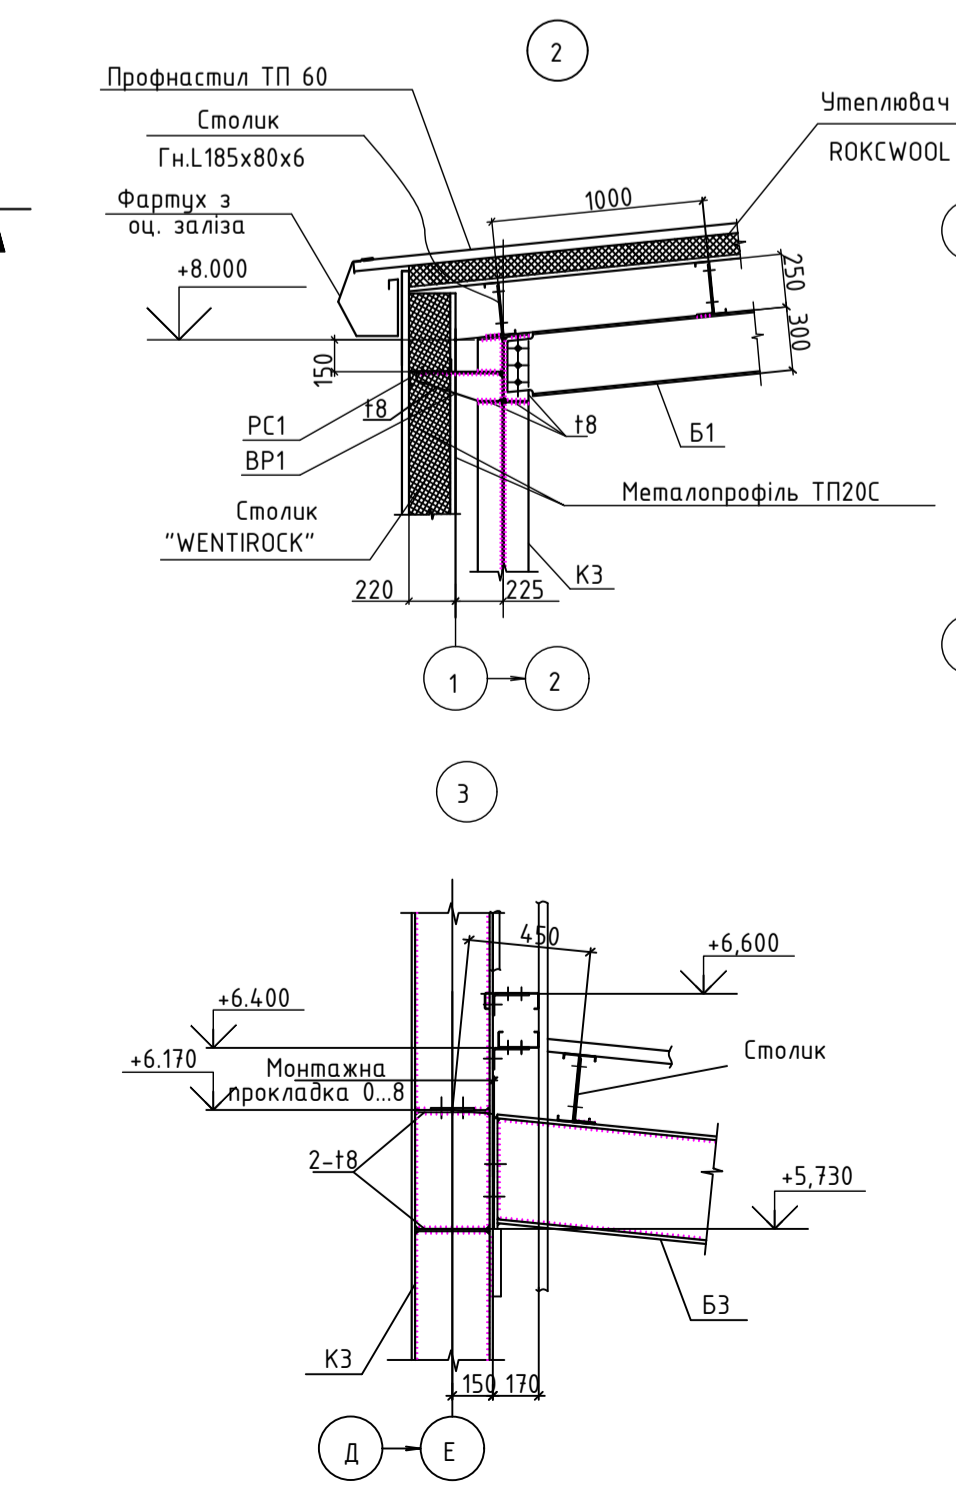 2
Профнастил ТП 60
Столик
Гн.L185x80x6
Фартух з
оц. заліза
+8.000
Утеплювач
ROKCWOOL
1000
250
300
150
t8
РС1
ВР1
t8
Б1
Столик
"WENTIROCK"
Металопрофіль ТП20С
К3
220
225
1
2
3
450
+6,600
+6.400
+6.170
Монтажна
прокладка 0...8
Столик
2-t8
+5,730
Б3
К3
150
170
Д
Е